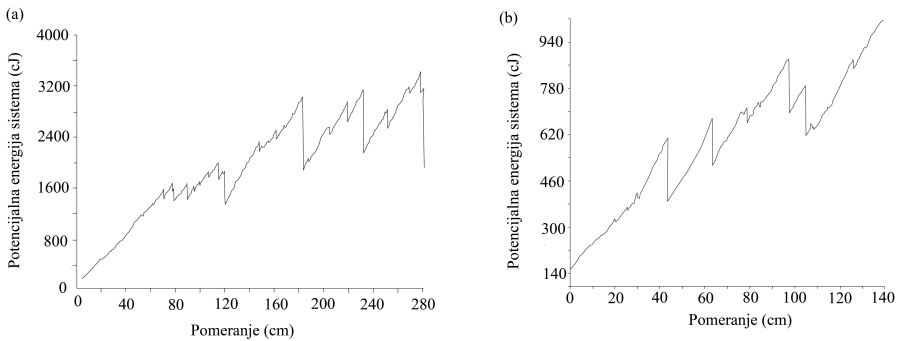 (a)
Potencijalna energija sistema (cJ)
4000
3200
2400
1600
800
0
0 40 80 120 160 200 240 280
Pomeranje (cm)
(b)
Potencijalna energija sistema (cJ)
940
780
620
460
300
140
0 20 40 60 80 100 120 140
Pomeranje (cm)